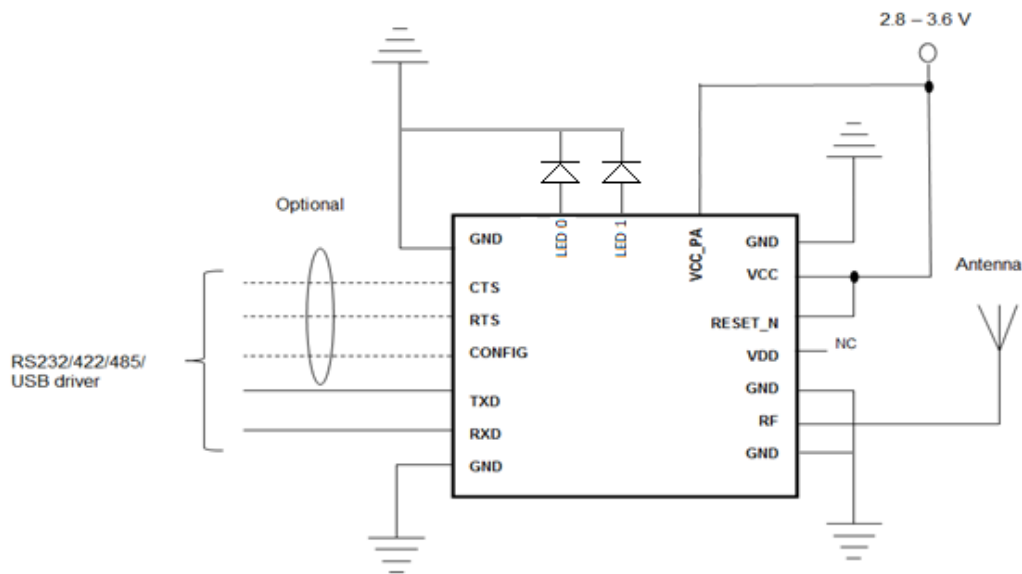 2.8 – 3.6 V
Optional
GND
LED 0
LED 1
VCC_PA
GND
CTS
VCC
Antenna
RTS
RESET_N
RS232/422/485/
USB driver
CONFIG
VDD
NC
TXD
GND
RXD
RF
GND
GND